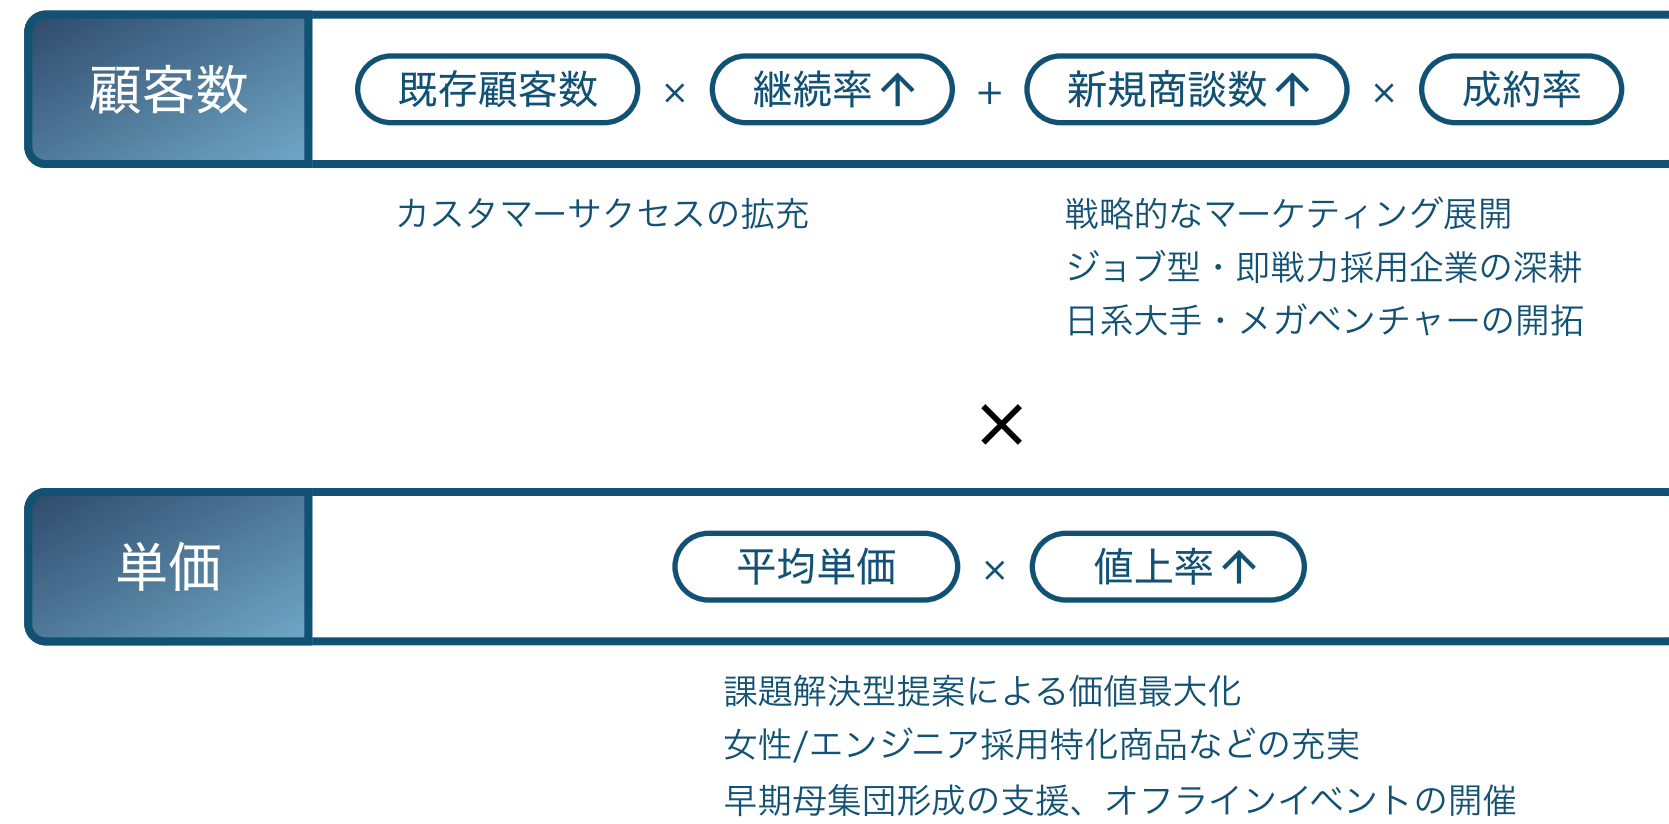 顧客数
既存顧客数 × 継続率↑ + 新規商談数↑ × 成約率
カスタマーサクセスの拡充
戦略的なマーケティング展開
ジョブ型・即戦力採用企業の深耕
日系大手・メガベンチャーの開拓
×
単価
平均単価 × 値上率↑
課題解決型提案による価値最大化
女性/エンジニア採用特化商品などの充実
早期母集団形成の支援、オフラインイベントの開催